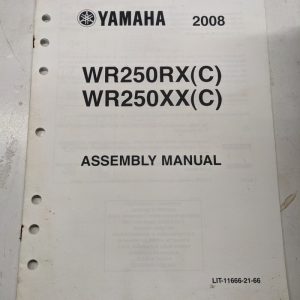 YAMAHA 2008
WR250RX(C)
WR250XX(C)
ASSEMBLY MANUAL
LIT-11666-21-66